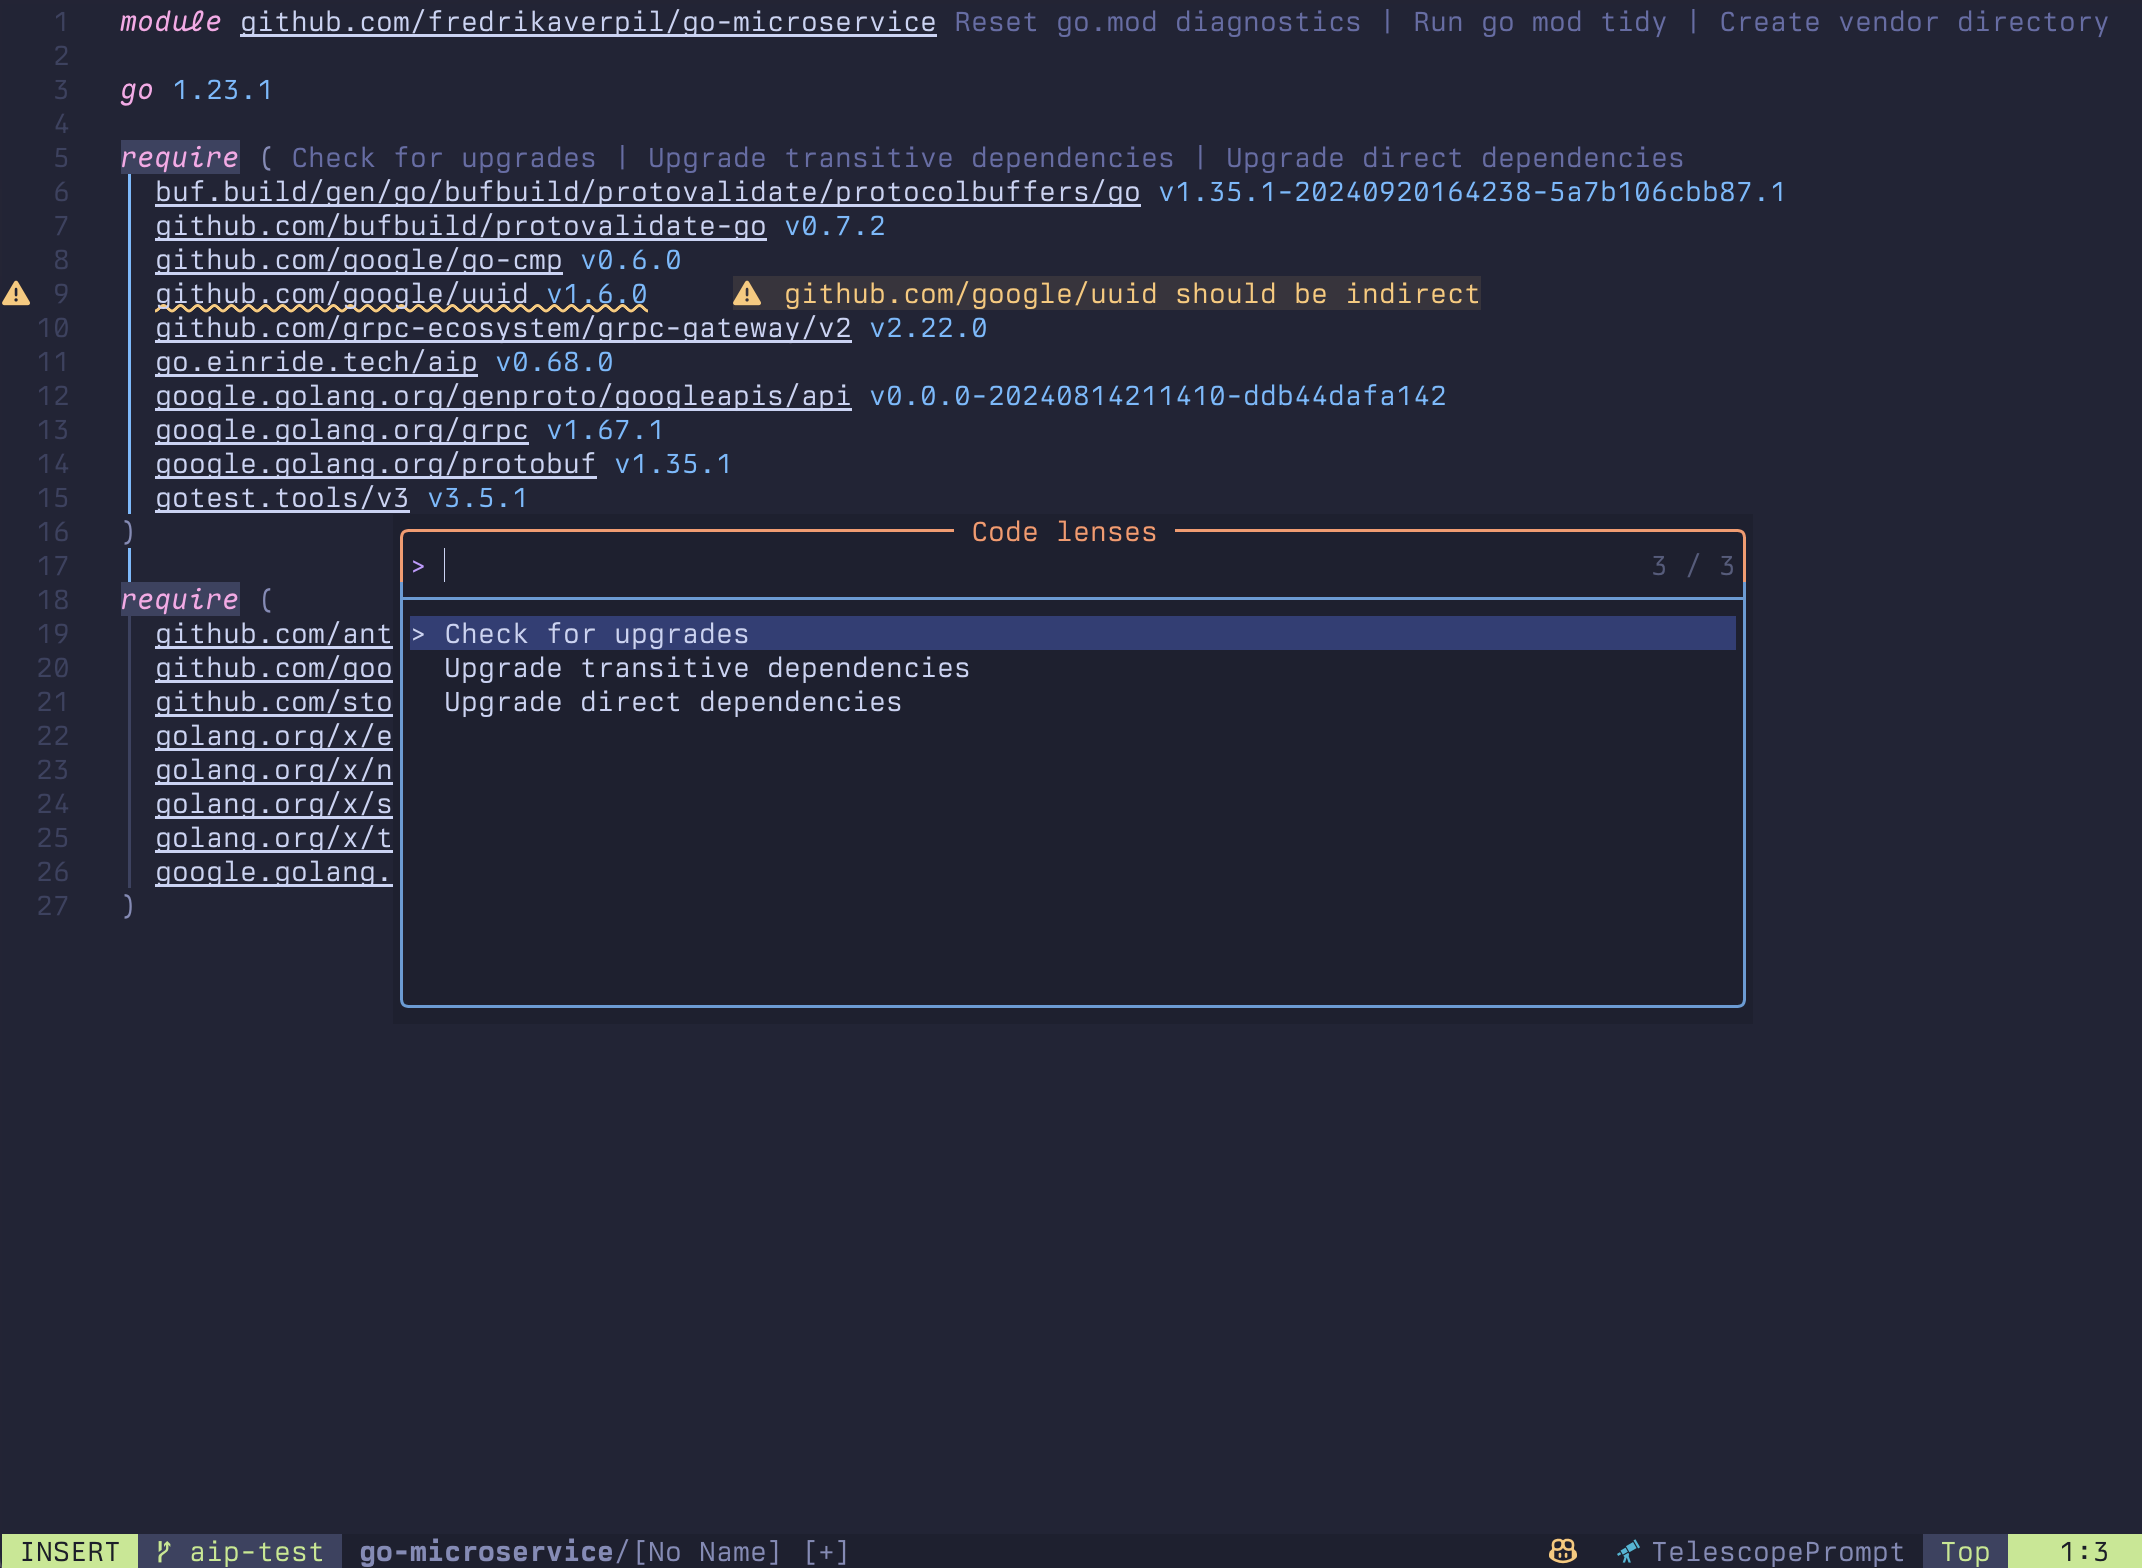 1 module github.com/fredrikaverpil/go-microservice Reset go.mod diagnostics | Run go mod tidy | Create vendor directory
2
3 go 1.23.1
4
5 require ( Check for upgrades | Upgrade transitive dependencies | Upgrade direct dependencies
6 buf.build/gen/go/bufbuild/protovalidate/protocolbuffers/go v1.35.1-20240920164238-5a7b106cbb87.1
7 github.com/bufbuild/protovalidate-go v0.7.2
8 github.com/google/go-cmp v0.6.0
9 github.com/google/uuid v1.6.0 github.com/google/uuid should be indirect
10 github.com/grpc-ecosystem/grpc-gateway/v2 v2.22.0
11 go.einride.tech/aip v0.68.0
12 google.golang.org/genproto/googleapis/api v0.0.0-20240814211410-ddb44dafa142
13 google.golang.org/grpc v1.67.1
14 google.golang.org/protobuf v1.35.1
15 gotest.tools/v3 v3.5.1
16 )
17
18 require (
19 github.com/ant
20 github.com/goo
21 github.com/sto
22 golang.org/x/e
23 golang.org/x/n
24 golang.org/x/s
25 golang.org/x/t
26 google.golang.
27 )
Code lenses
> 3 / 3
> Check for upgrades
Upgrade transitive dependencies
Upgrade direct dependencies
INSERT aip-test go-microservice/[No Name] [+] TelescopePrompt Top 1:3